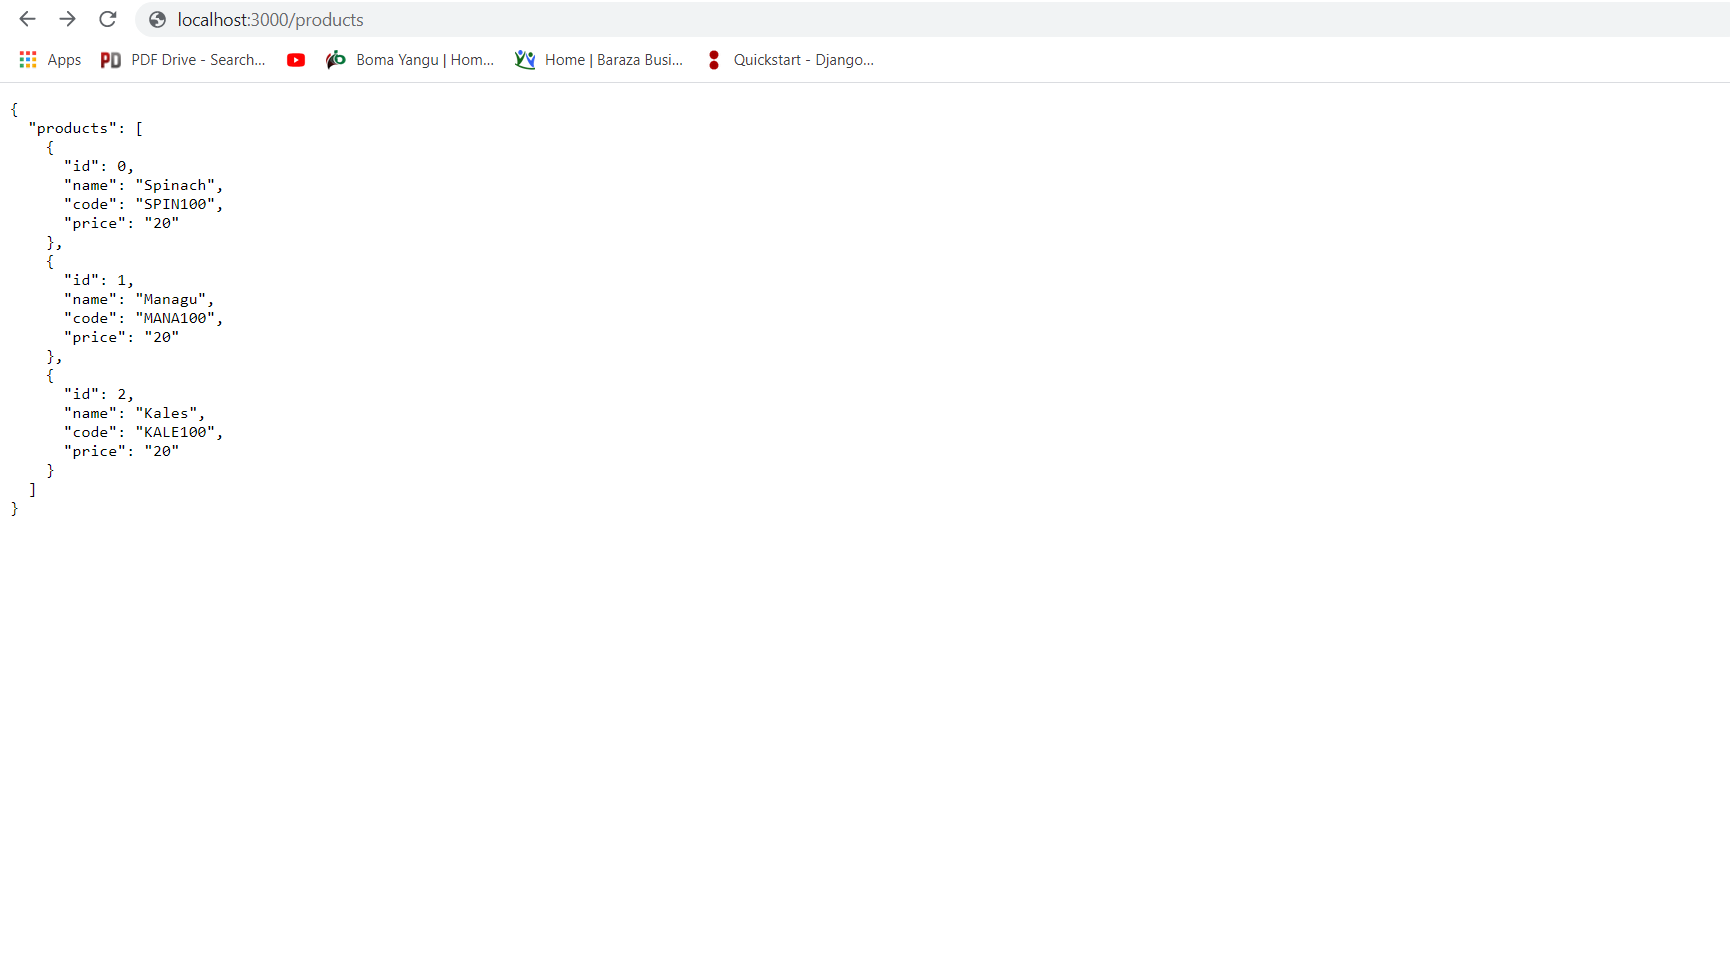 localhost:3000/products
Apps PD PDF Drive - Search... Boma Yangu | Hom... Home | Baraza Busi... Quickstart - Django...
{
  "products": [
    {
      "id": 0,
      "name": "Spinach",
      "code": "SPIN100",
      "price": "20"
    },
    {
      "id": 1,
      "name": "Managu",
      "code": "MANA100",
      "price": "20"
    },
    {
      "id": 2,
      "name": "Kales",
      "code": "KALE100",
      "price": "20"
    }
  ]
}